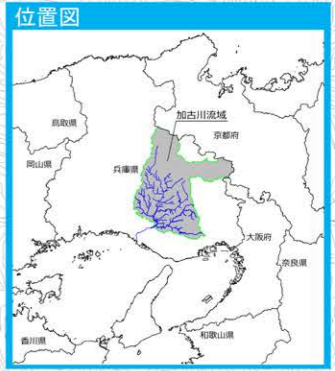 位置図
加古川流域
鳥取県
京都府
岡山県
兵庫県
大阪府
奈良県
香川県
和歌山県